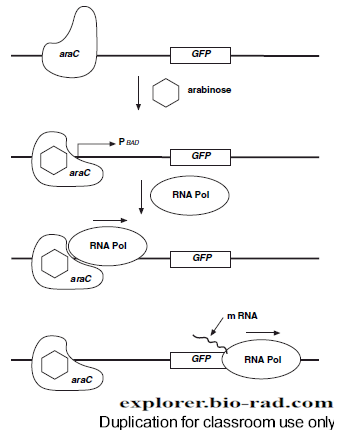 araC GFP
arabinose
P BAD
GFP
araC
RNA Pol
RNA Pol
GFP
araC
m RNA
GFP RNA Pol
araC
explorer.bio-rad.com
Duplication for classroom use only